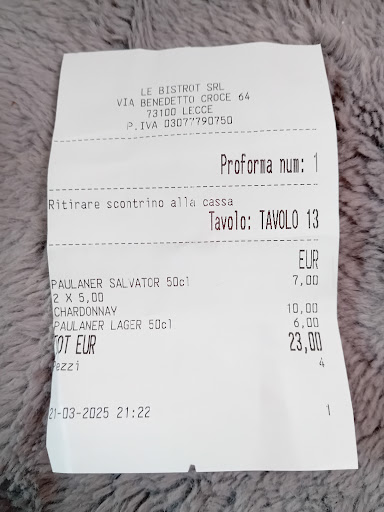 LE BISTROT SRL
VIA BENEDETTO CROCE 64
73100 LECCE
P.IVA 03077790750
Proforma num: 1
Ritirare scontrino alla cassa
Tavolo: TAVOLO 13
EUR
PAULANER SALVATOR 50cl 7,00
2 X 5,00
CHARDONNAY 10,00
PAULANER LAGER 50cl 6,00
TOT EUR 23,00
Pezzi 4
21-03-2025 21:22 1